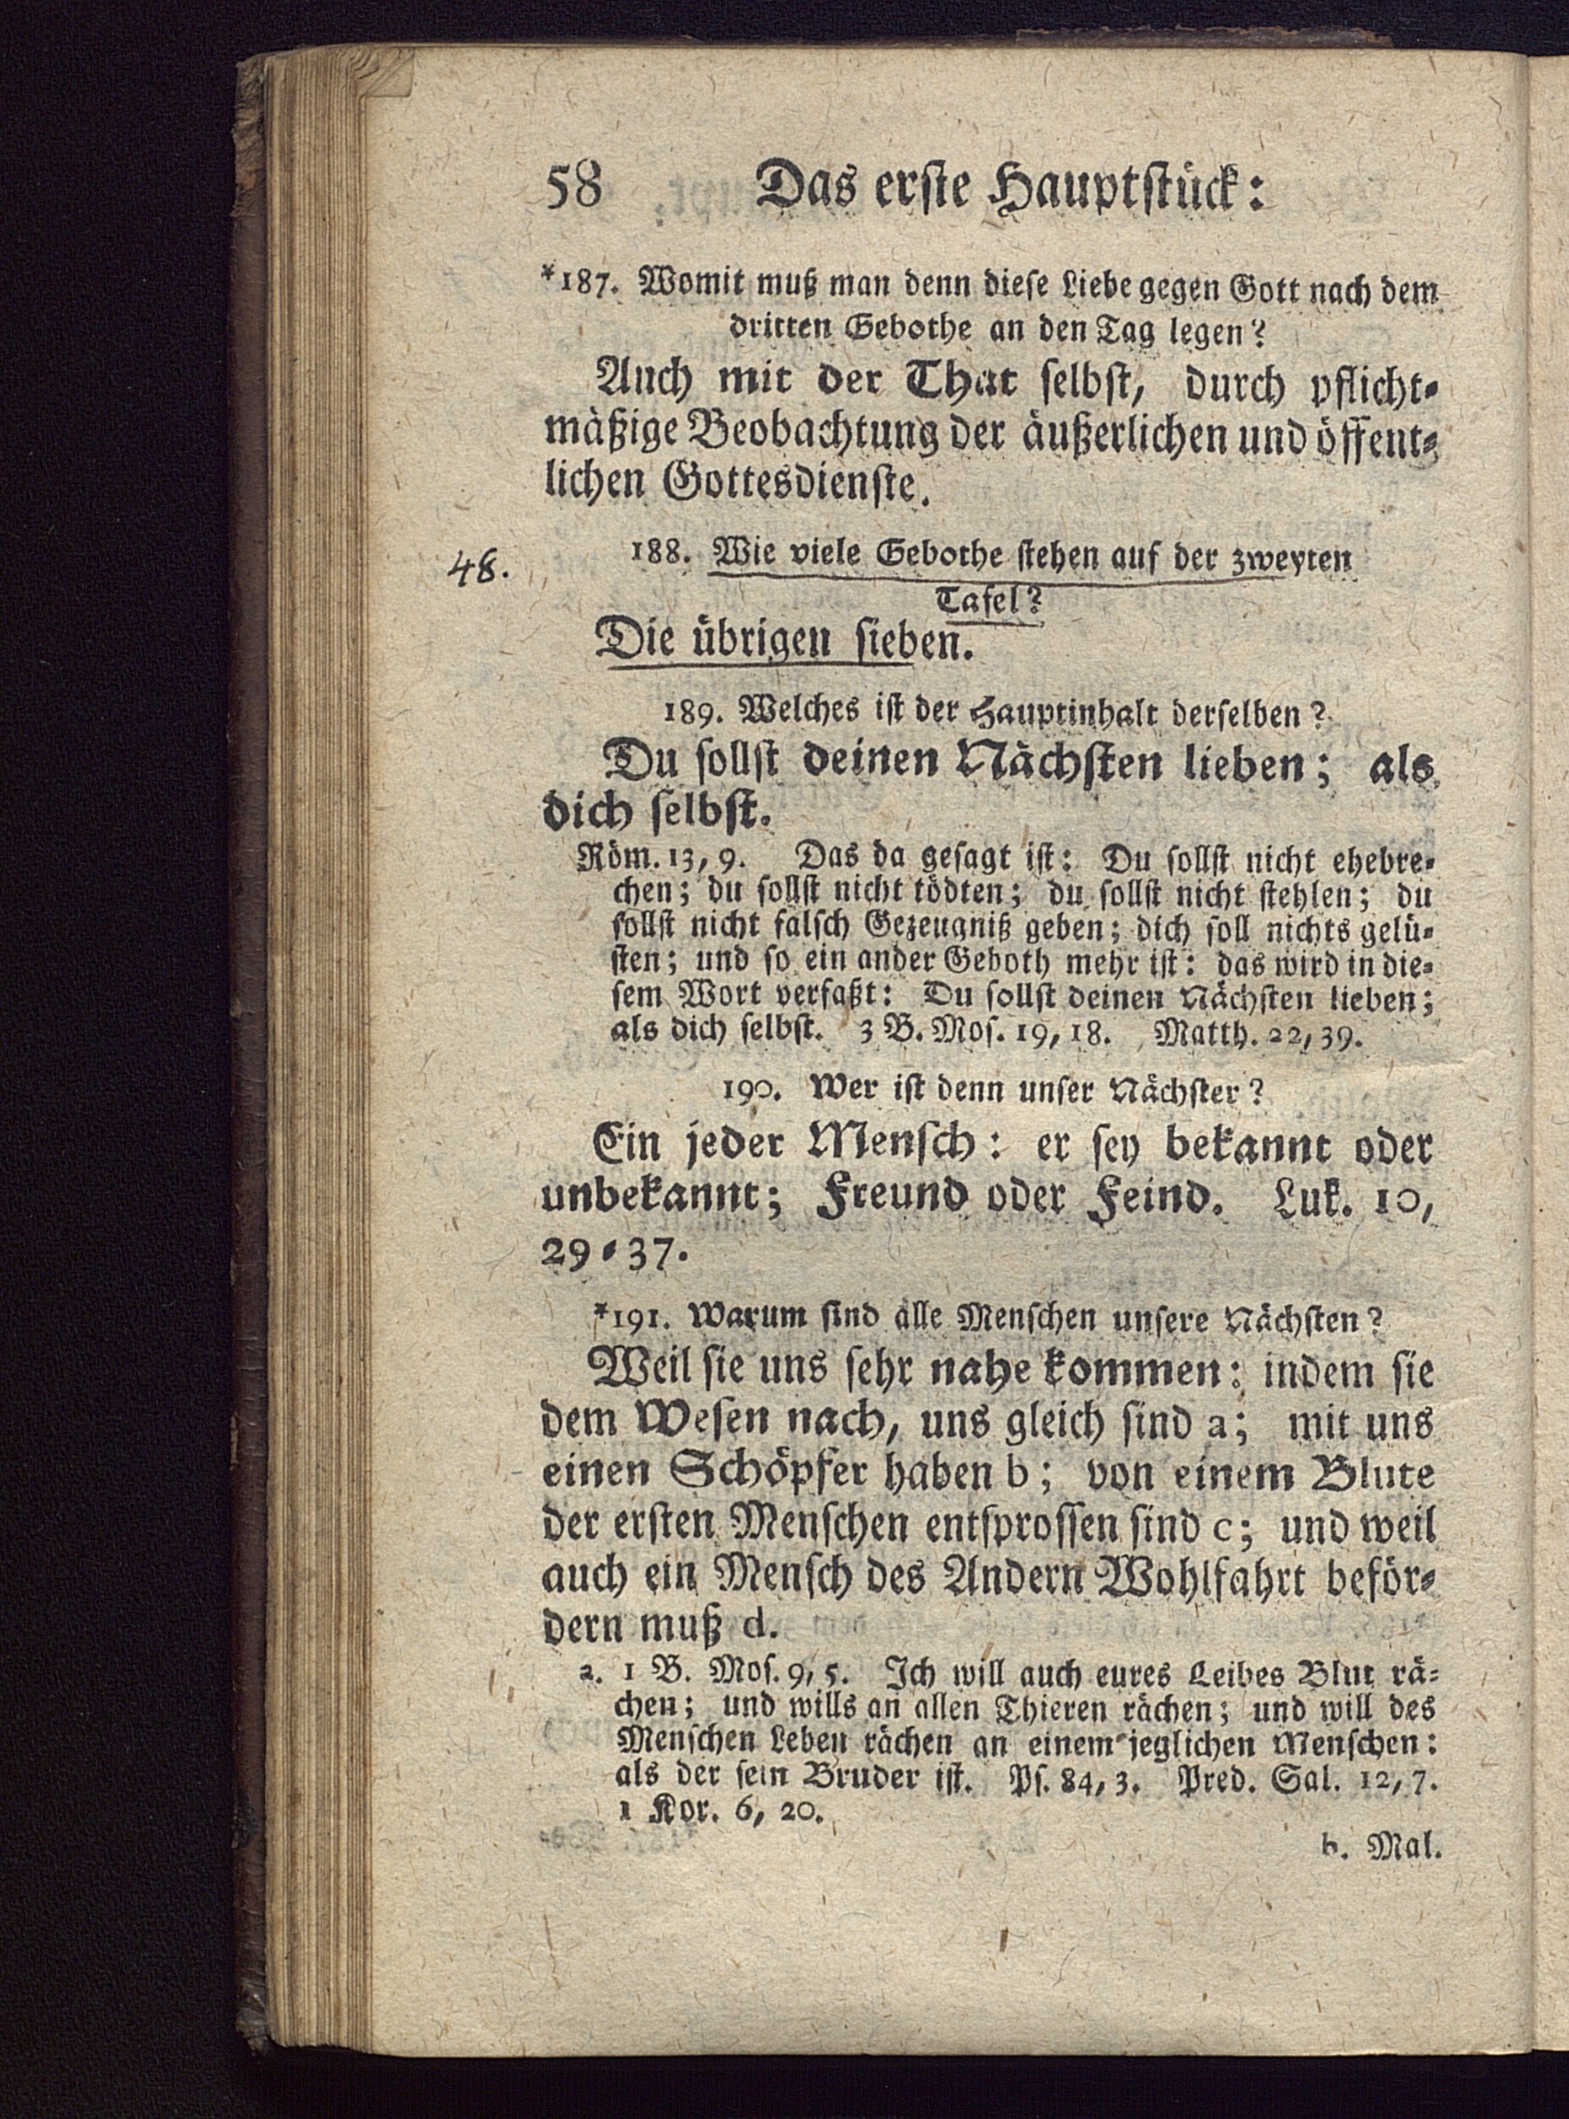 58 Das erste Hauptstück:
*187. Womit muß man denn diese Liebe gegen Gott nach dem
dritten Gebothe an den Tag legen?
Auch mit der That selbst, durch pflicht-
mäßige Beobachtung der äußerlichen und öffent-
lichen Gottesdienste.
48. 188. Wie viele Gebothe stehen auf der zweyten
Tafel?
Die übrigen sieben.
189. Welches ist der Hauptinhalt derselben?
Du sollst deinen Nächsten lieben; als
dich selbst.
Röm. 13, 9. Das da gesagt ist: Du sollst nicht ehebre-
chen; du sollst nicht tödten; du sollst nicht stehlen; du
sollst nicht falsch Gezeugniß geben; dich soll nichts gelü-
sten; und so ein ander Geboth mehr ist: das wird in die-
sem Wort verfaßt: Du sollst deinen Nächsten lieben;
als dich selbst. 3 B. Mos. 19, 18. Matth. 22, 39.
190. Wer ist denn unser Nächster?
Ein jeder Mensch: er sey bekannt oder
unbekannt; Freund oder Feind. Luk. 10,
29-37.
*191. Warum sind alle Menschen unsere Nächsten?
Weil sie uns sehr nahe kommen: indem sie
dem Wesen nach, uns gleich sind a; mit uns
einen Schöpfer haben b; von einem Blute
der ersten Menschen entsprossen sind c; und weil
auch ein Mensch des Andern Wohlfahrt beför-
dern muß d.
a. 1 B. Mos. 9, 5. Ich will auch eures Leibes Blut rä-
chen; und wills an allen Thieren rächen; und will des
Menschen Leben rächen an einem jeglichen Menschen:
als der sein Bruder ist. Ps. 84, 3. Pred. Sal. 12, 7.
1 Kor. 6, 20.
b. Mal.